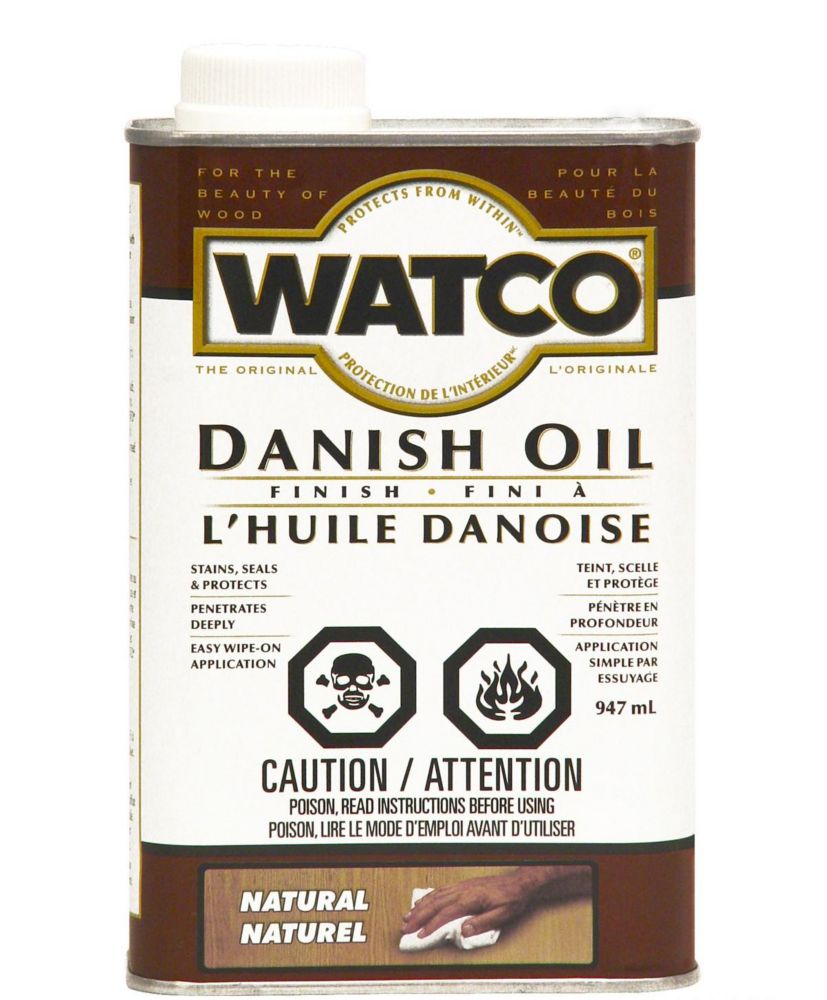 FOR THE
BEAUTY OF
WOOD
POUR LA
BEAUTÉ DU
BOIS
PROTECTS FROM WITHIN™
WATCO®
THE ORIGINAL
PROTECTION DE L'INTÉRIEUR
L'ORIGINALE
DANISH OIL
FINISH • FINI À
L'HUILE DANOISE
STAINS, SEALS
& PROTECTS
PENETRATES
DEEPLY
EASY WIPE-ON
APPLICATION
TEINT, SCELLE
ET PROTÈGE
PÉNÈTRE EN
PROFONDEUR
APPLICATION
SIMPLE PAR
ESSUYAGE
947 mL
CAUTION / ATTENTION
POISON, READ INSTRUCTIONS BEFORE USING
POISON, LIRE LE MODE D'EMPLOI AVANT D'UTILISER
NATURAL
NATUREL